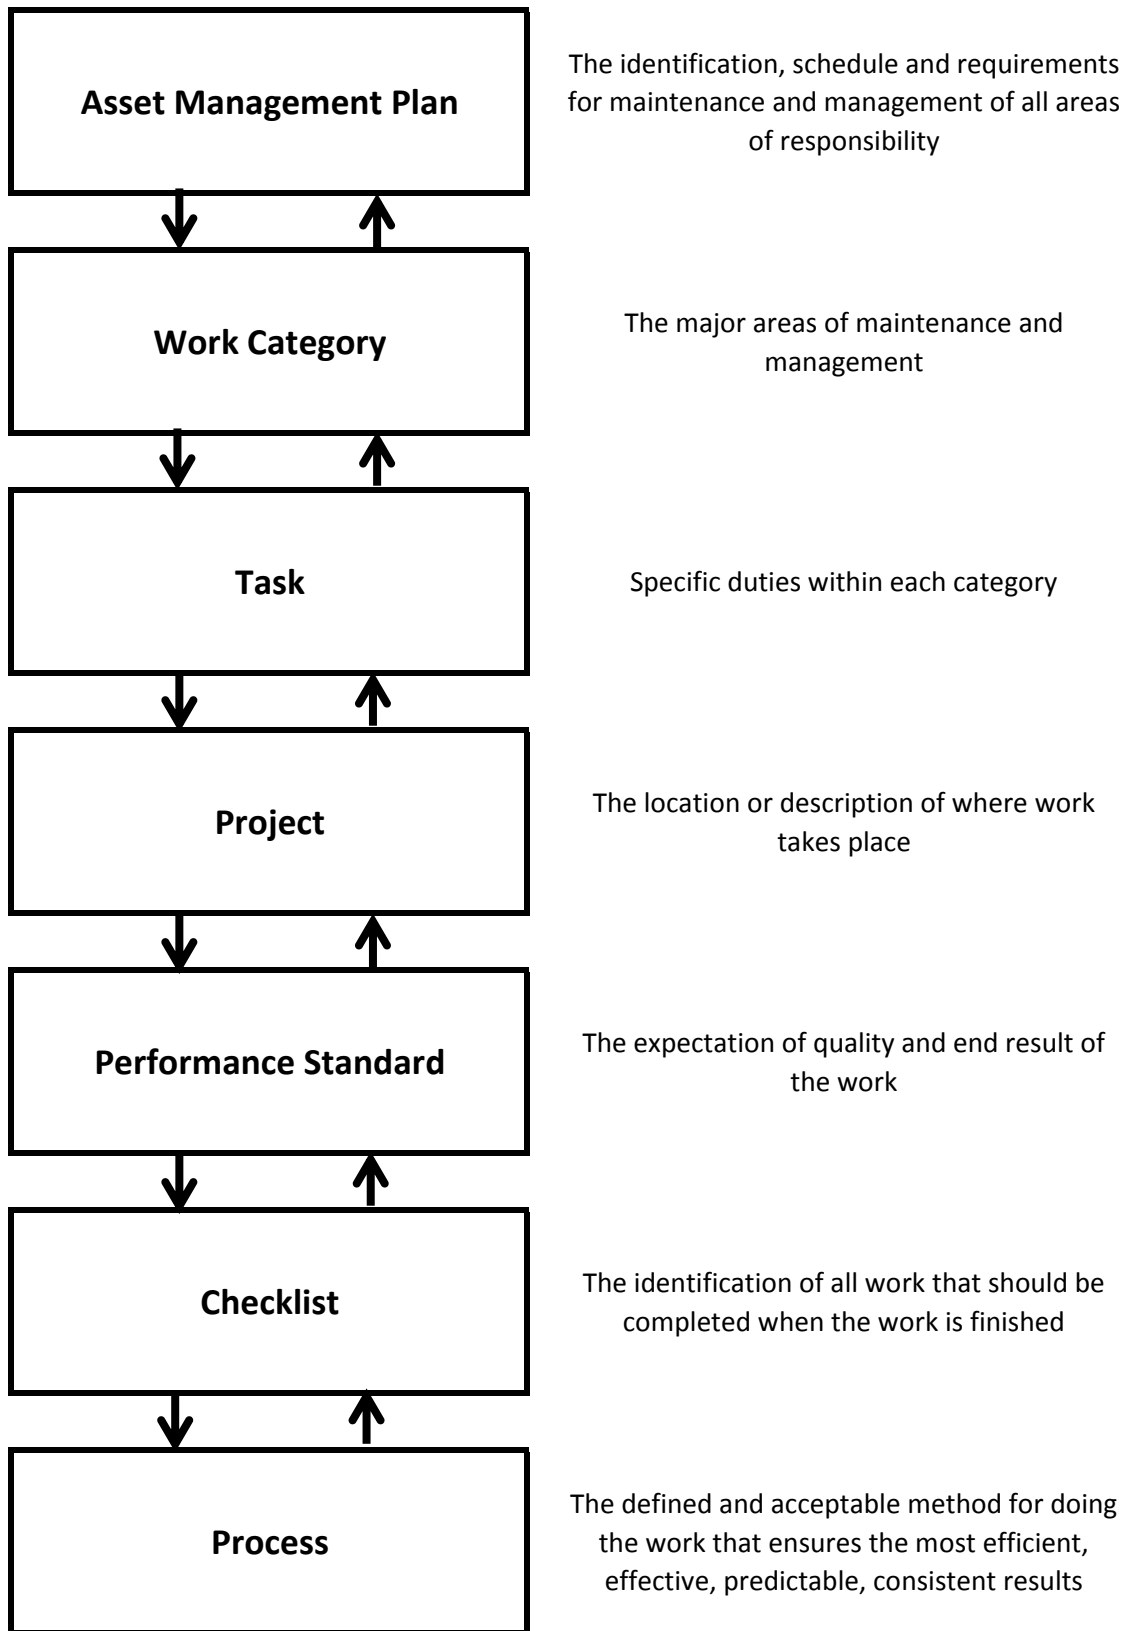 Asset Management Plan
The identification, schedule and requirements
for maintenance and management of all areas
of responsibility
Work Category
The major areas of maintenance and
management
Task
Specific duties within each category
Project
The location or description of where work
takes place
Performance Standard
The expectation of quality and end result of
the work
Checklist
The identification of all work that should be
completed when the work is finished
Process
The defined and acceptable method for doing
the work that ensures the most efficient,
effective, predictable, consistent results